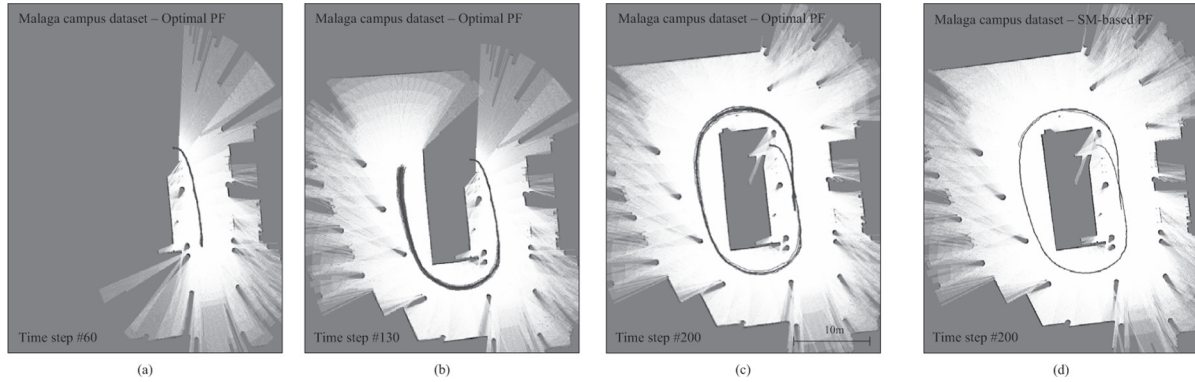 Malaga campus dataset – Optimal PF
Time step #60
(a)
Malaga campus dataset – Optimal PF
Time step #130
(b)
Malaga campus dataset – Optimal PF
10m
Time step #200
(c)
Malaga campus dataset – SM-based PF
Time step #200
(d)